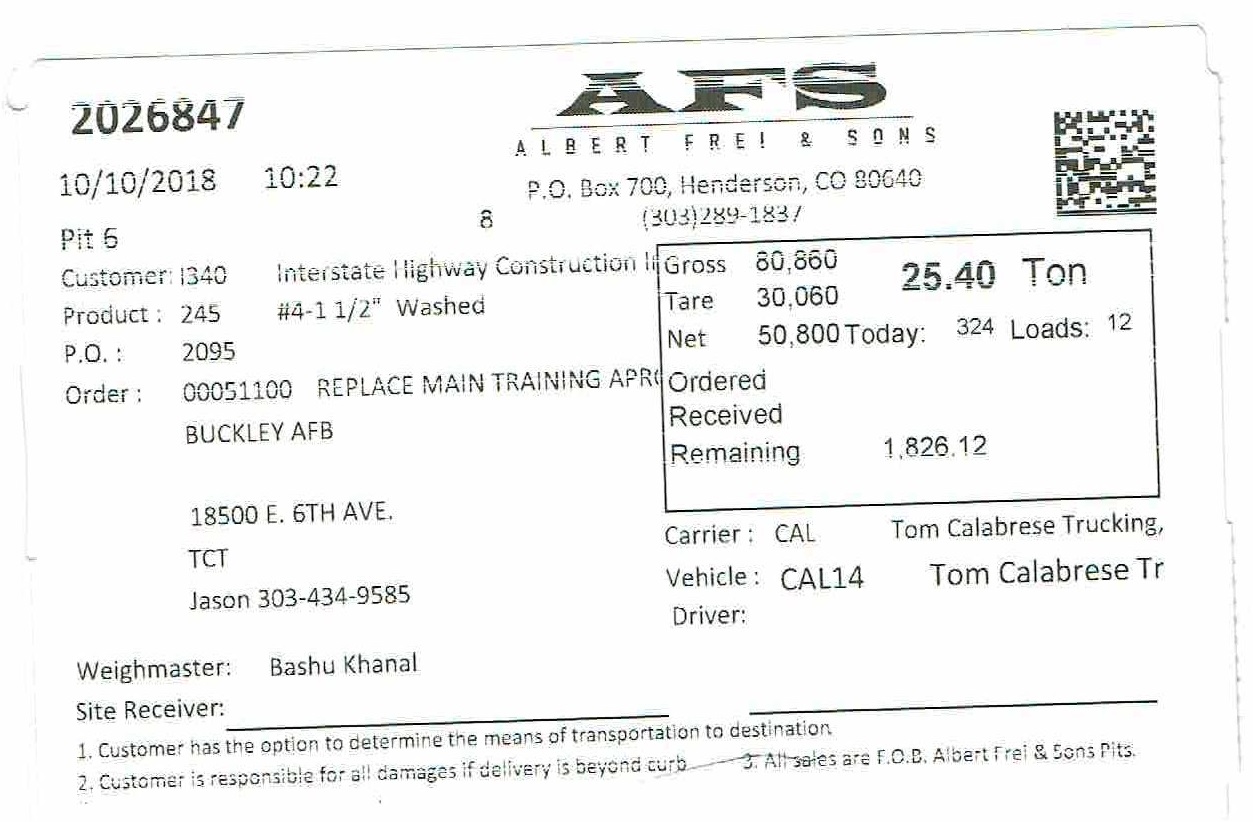 2026847
AFS
ALBERT FREI & SONS
10/10/2018 10:22
P.O. Box 700, Henderson, CO 80640
8 (303)289-1837
Pit 6
Customer: I340 Interstate Highway Construction I
Product : 245 #4-1 1/2" Washed
P.O. : 2095
Order : 00051100 REPLACE MAIN TRAINING APR
BUCKLEY AFB
18500 E. 6TH AVE.
TCT
Jason 303-434-9585
Gross 80,860 25.40 Ton
Tare 30,060
Net 50,800 Today: 324 Loads: 12
Ordered
Received
Remaining 1,826.12
Carrier : CAL Tom Calabrese Trucking,
Vehicle : CAL14 Tom Calabrese Tr
Driver:
Weighmaster: Bashu Khanal
Site Receiver:
1. Customer has the option to determine the means of transportation to destination.
2. Customer is responsible for all damages if delivery is beyond curb 3. All sales are F.O.B. Albert Frei & Sons Pits.